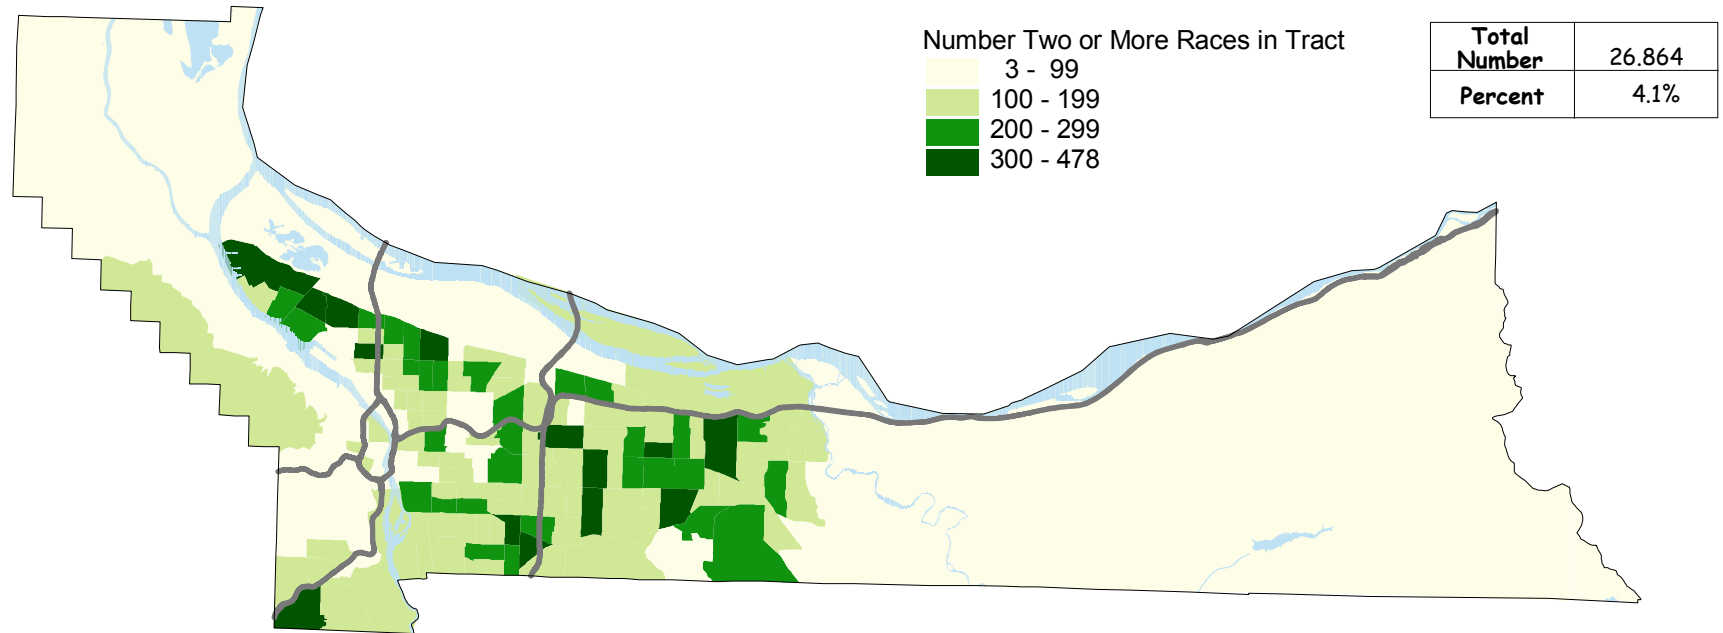 Number Two or More Races in Tract
3 - 99
100 - 199
200 - 299
300 - 478
Total
Number 26.864
Percent 4.1%